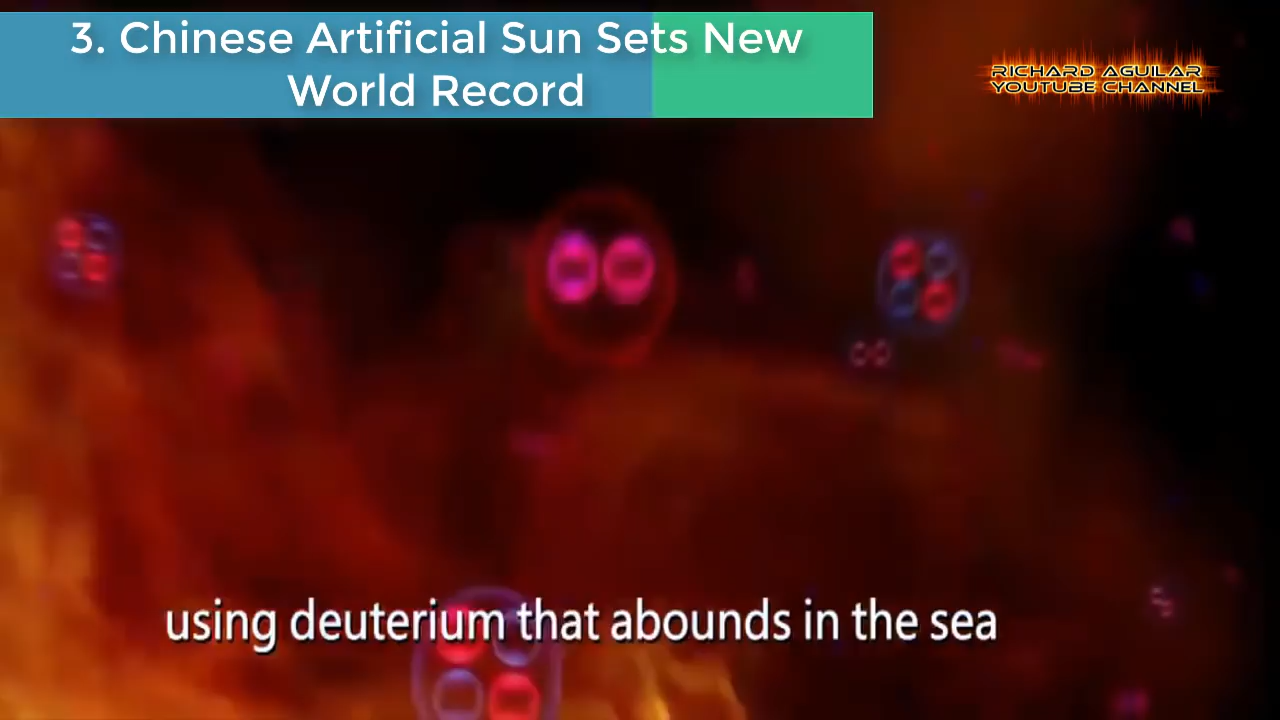 3. Chinese Artificial Sun Sets New
World Record
RICHARD AGUILAR
YOUTUBE CHANNEL
using deuterium that abounds in the sea